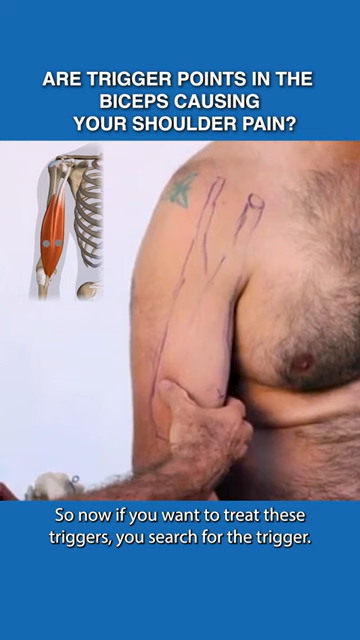 ARE TRIGGER POINTS IN THE
BICEPS CAUSING
YOUR SHOULDER PAIN?
So now if you want to treat these
triggers, you search for the trigger.